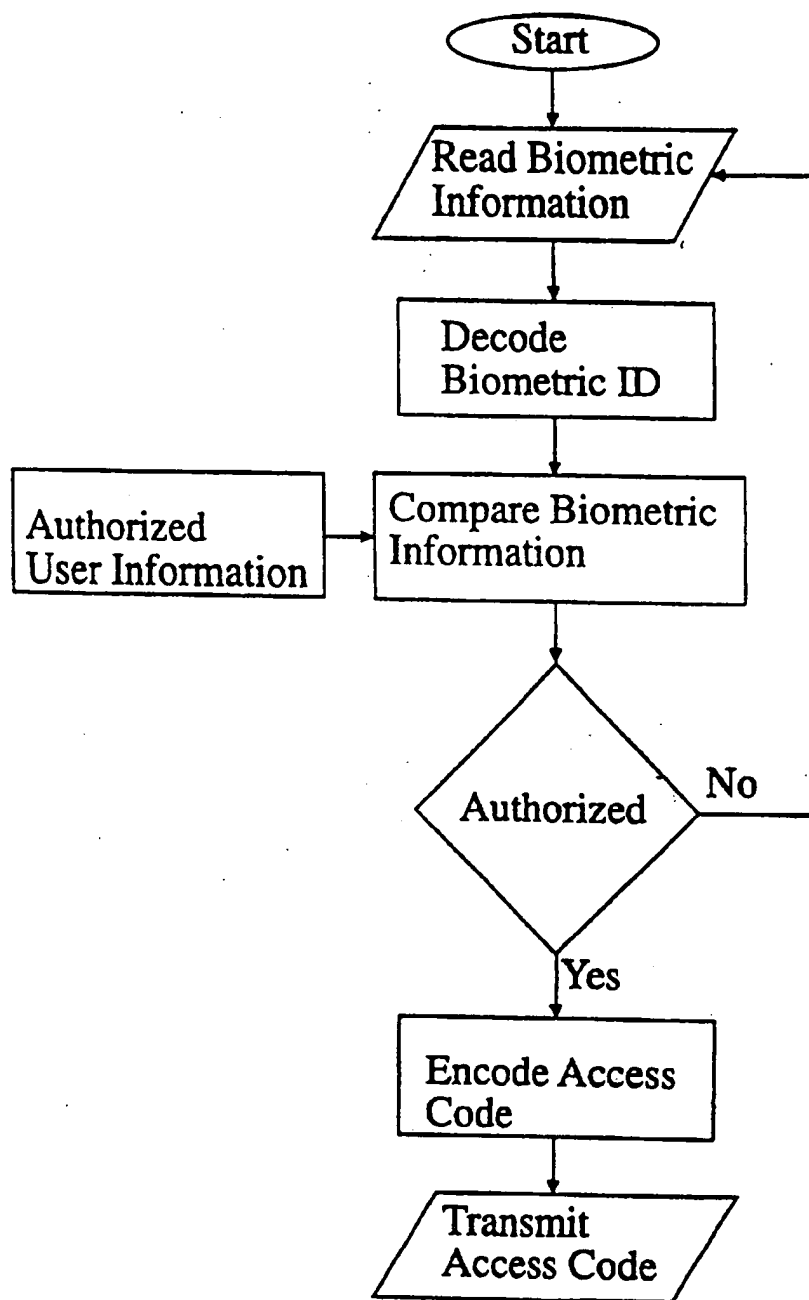 Start
Read Biometric
Information
Decode
Biometric ID
Authorized
User Information
Compare Biometric
Information
Authorized
No
Yes
Encode Access
Code
Transmit
Access Code